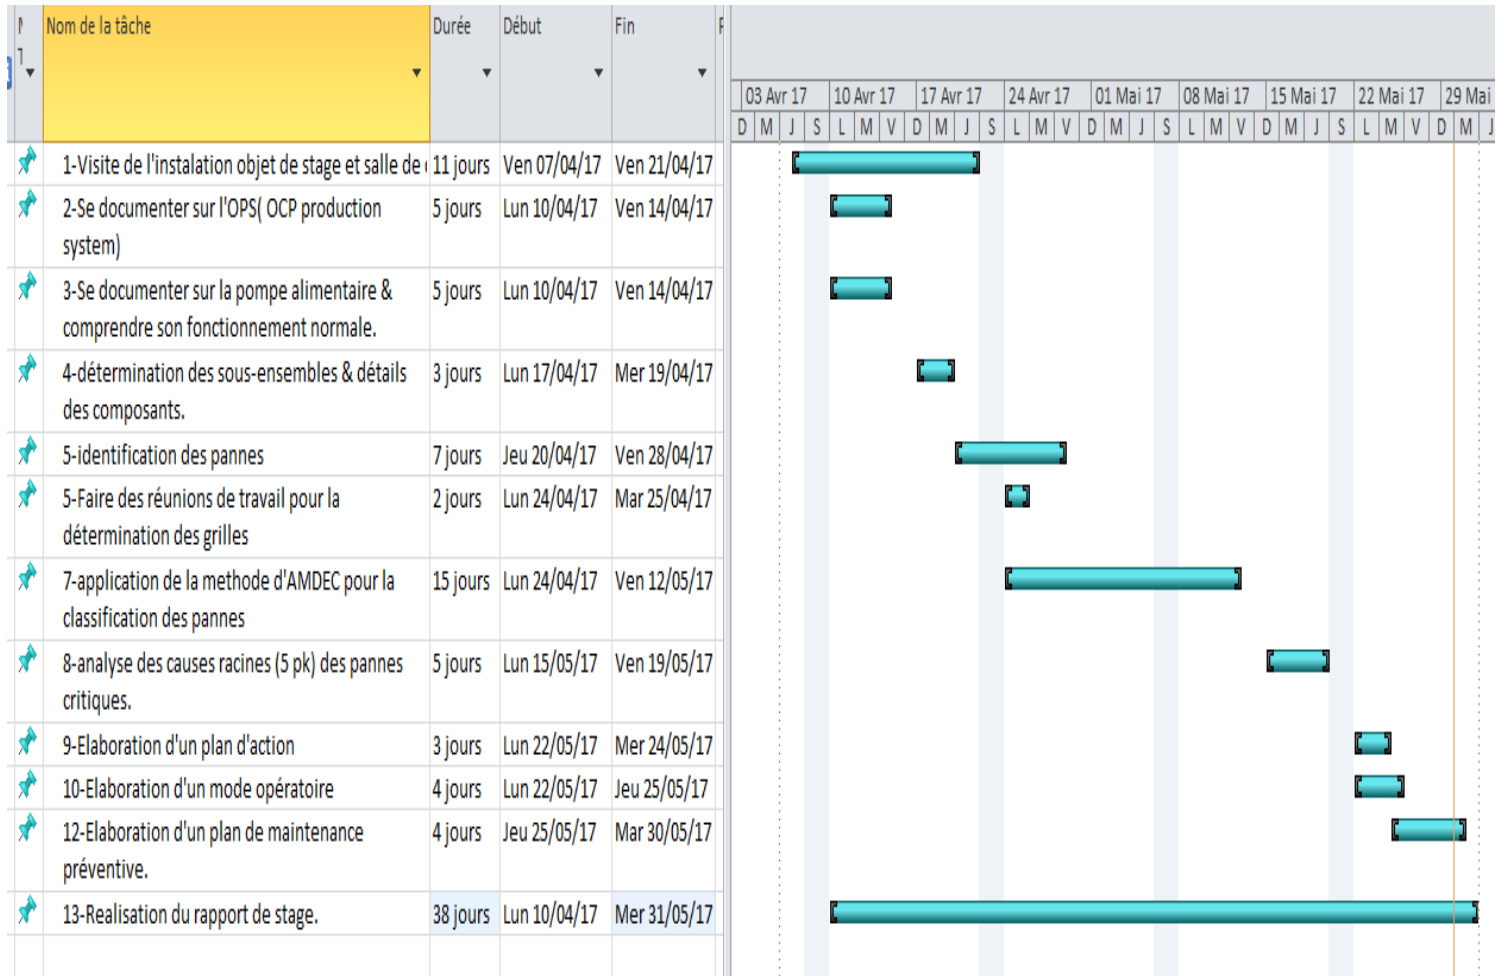 Nom de la tâche Durée Début Fin
03 Avr 17 10 Avr 17 17 Avr 17 24 Avr 17 01 Mai 17 08 Mai 17 15 Mai 17 22 Mai 17 29 Mai
D M J S L M V D M J S L M V D M J S L M V D M J S L M V D M J
1-Visite de l'instalation objet de stage et salle de 11 jours Ven 07/04/17 Ven 21/04/17
2-Se documenter sur l'OPS( OCP production 5 jours Lun 10/04/17 Ven 14/04/17
system)
3-Se documenter sur la pompe alimentaire & 5 jours Lun 10/04/17 Ven 14/04/17
comprendre son fonctionnement normale.
4-détermination des sous-ensembles & détails 3 jours Lun 17/04/17 Mer 19/04/17
des composants.
5-identification des pannes 7 jours Jeu 20/04/17 Ven 28/04/17
5-Faire des réunions de travail pour la 2 jours Lun 24/04/17 Mar 25/04/17
détermination des grilles
7-application de la methode d'AMDEC pour la 15 jours Lun 24/04/17 Ven 12/05/17
classification des pannes
8-analyse des causes racines (5 pk) des pannes 5 jours Lun 15/05/17 Ven 19/05/17
critiques.
9-Elaboration d'un plan d'action 3 jours Lun 22/05/17 Mer 24/05/17
10-Elaboration d'un mode opératoire 4 jours Lun 22/05/17 Jeu 25/05/17
12-Elaboration d'un plan de maintenance 4 jours Jeu 25/05/17 Mar 30/05/17
préventive.
13-Realisation du rapport de stage. 38 jours Lun 10/04/17 Mer 31/05/17